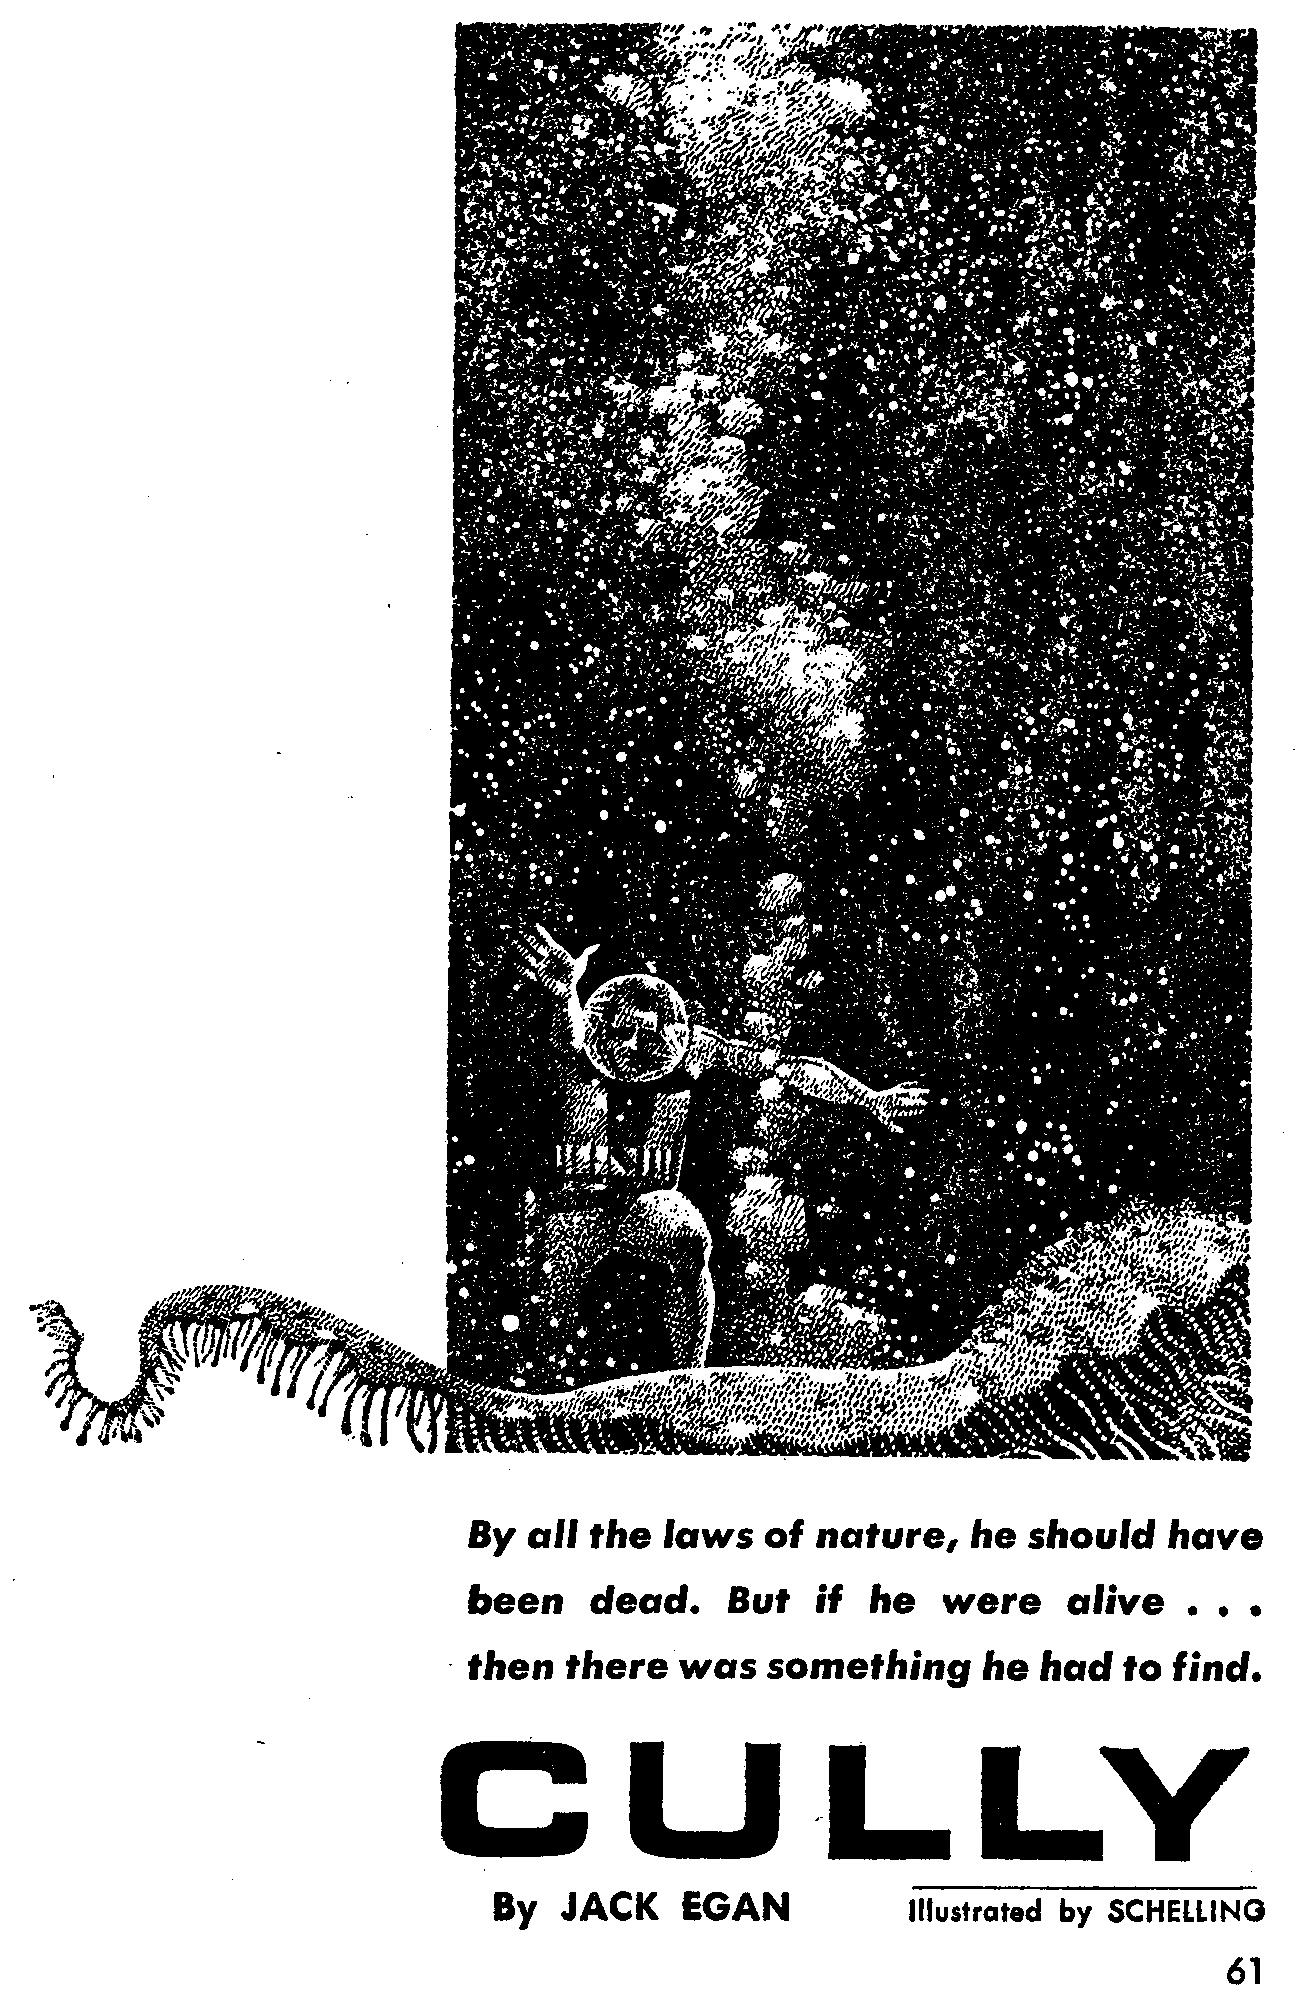 By all the laws of nature, he should have
been dead. But if he were alive . . .
then there was something he had to find.
CULLY
By JACK EGAN
Illustrated by SCHELLING
61